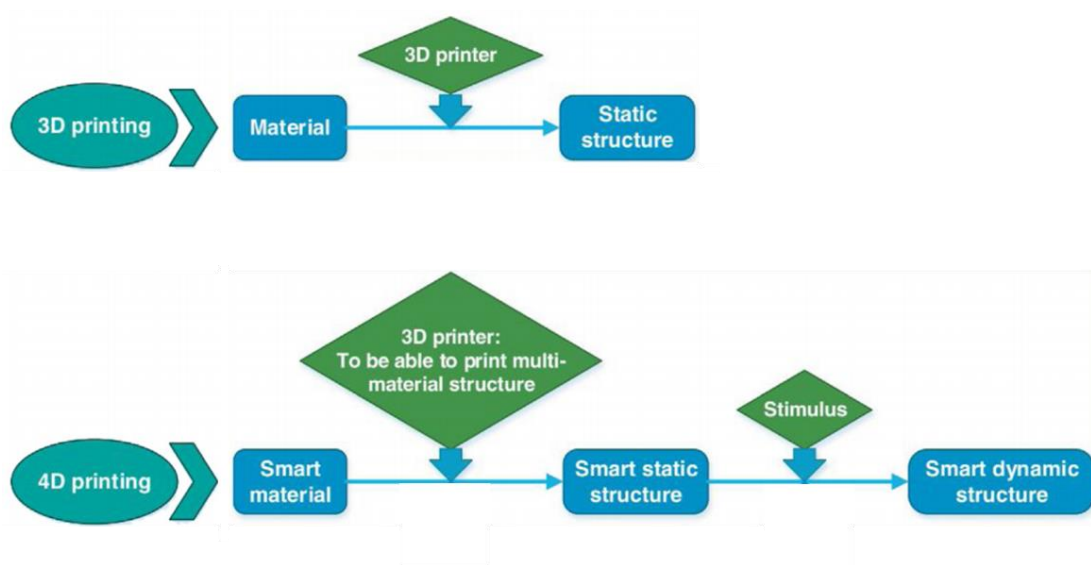 3D printer
3D printing
Material
Static
structure
3D printer:
To be able to print multi-
material structure
Stimulus
4D printing
Smart
material
Smart static
structure
Smart dynamic
structure